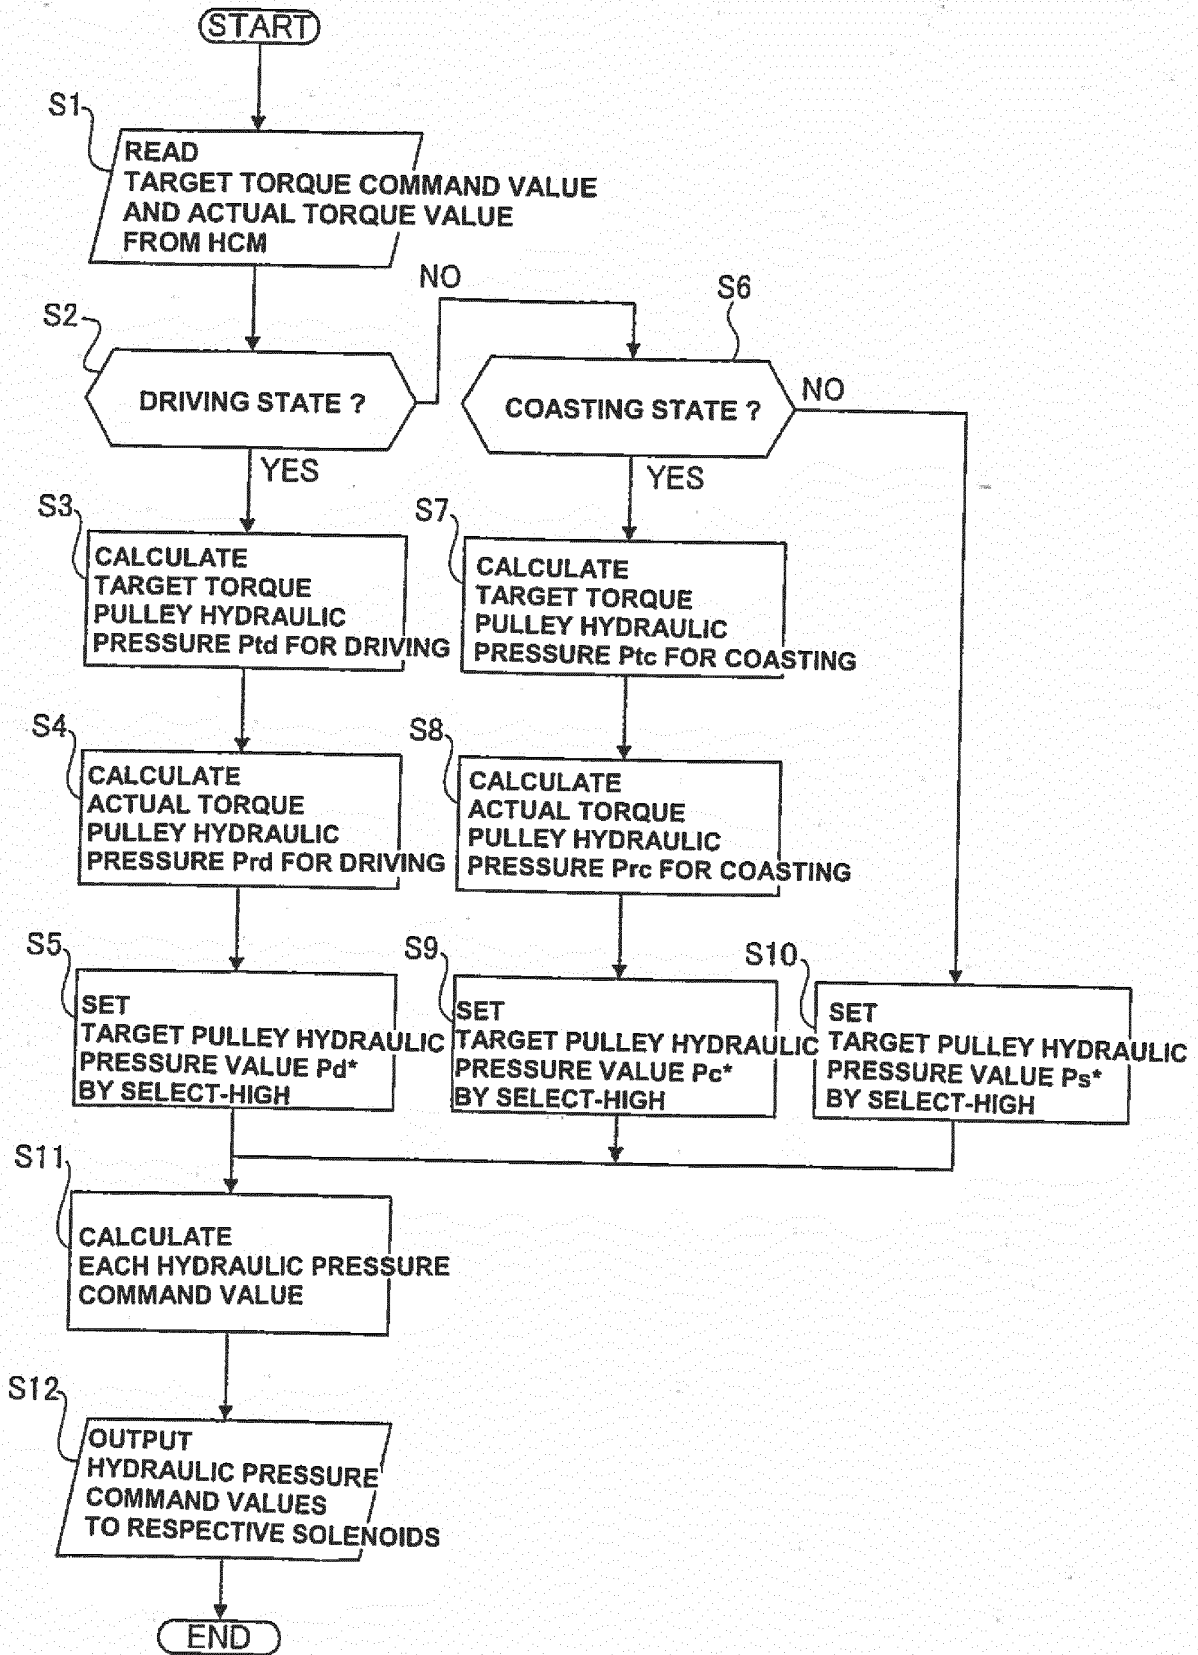 START
S1
READ
TARGET TORQUE COMMAND VALUE
AND ACTUAL TORQUE VALUE
FROM HCM
S2
DRIVING STATE ?
NO
YES
S6
COASTING STATE ?
NO
YES
S3
CALCULATE
TARGET TORQUE
PULLEY HYDRAULIC
PRESSURE Ptd FOR DRIVING
S7
CALCULATE
TARGET TORQUE
PULLEY HYDRAULIC
PRESSURE Ptc FOR COASTING
S4
CALCULATE
ACTUAL TORQUE
PULLEY HYDRAULIC
PRESSURE Prd FOR DRIVING
S8
CALCULATE
ACTUAL TORQUE
PULLEY HYDRAULIC
PRESSURE Prc FOR COASTING
S5
SET
TARGET PULLEY HYDRAULIC
PRESSURE VALUE Pd*
BY SELECT-HIGH
S9
SET
TARGET PULLEY HYDRAULIC
PRESSURE VALUE Pc*
BY SELECT-HIGH
S10
SET
TARGET PULLEY HYDRAULIC
PRESSURE VALUE Ps*
BY SELECT-HIGH
S11
CALCULATE
EACH HYDRAULIC PRESSURE
COMMAND VALUE
S12
OUTPUT
HYDRAULIC PRESSURE
COMMAND VALUES
TO RESPECTIVE SOLENOIDS
END